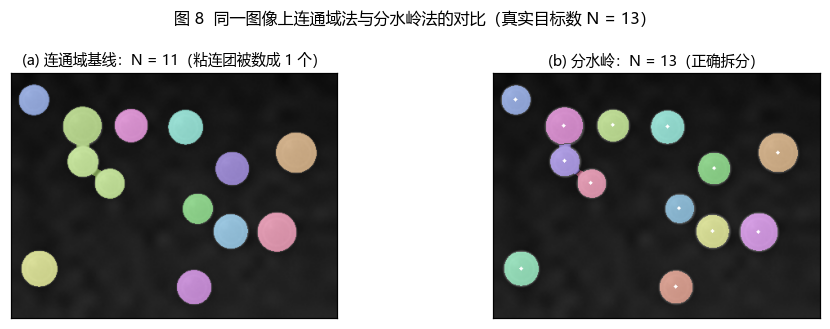 图 8  同一图像上连通域法与分水岭法的对比（真实目标数 N = 13）
(a) 连通域基线：N = 11（粘连团被数成 1 个）
(b) 分水岭：N = 13（正确拆分）